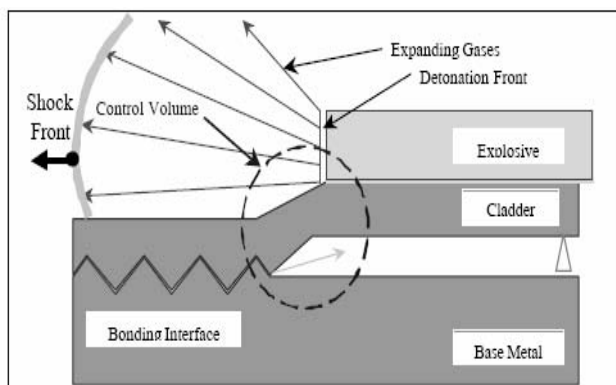 Expanding Gases
Detonation Front
Shock
Front
Control Volume
Explosive
Cladder
Bonding Interface
Base Metal